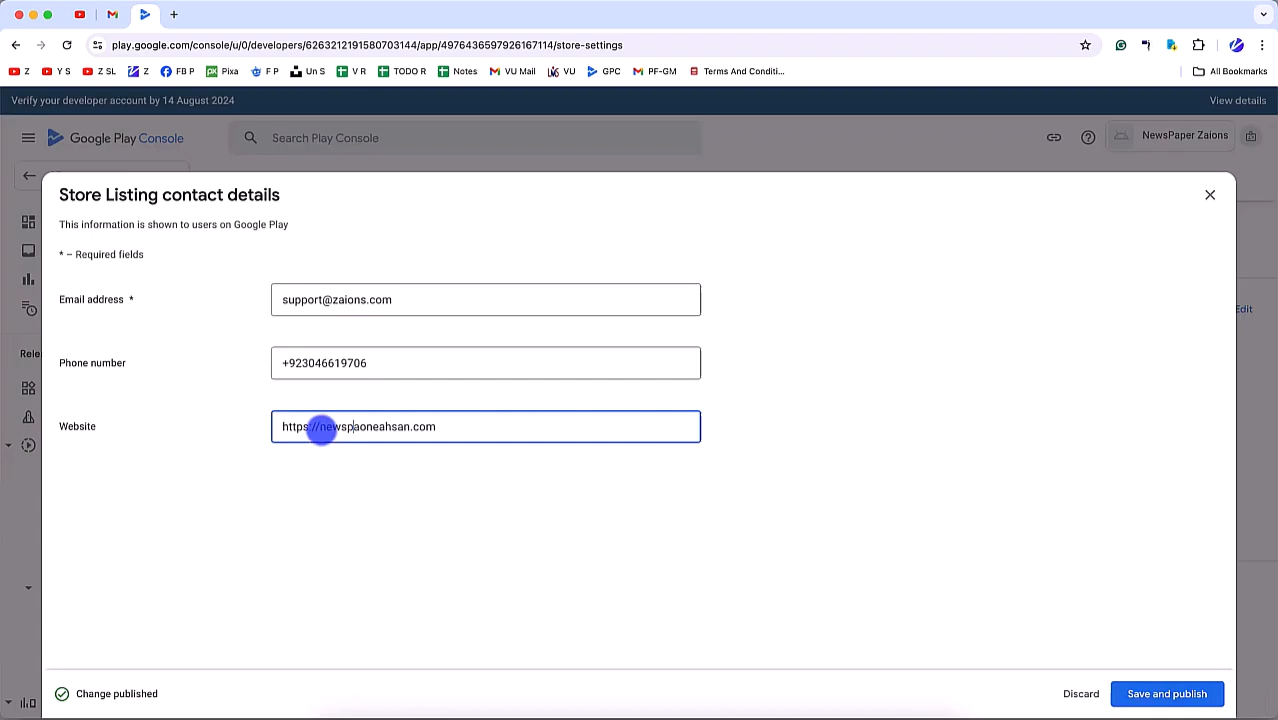 play.google.com/console/u/0/developers/6263212191580703144/app/4976436597926167114/store-settings
Z Y S Z SL Z FB P Pixa F P Un S V R TODO R Notes VU Mail VU GPC PF-GM Terms And Conditi... All Bookmarks
Verify your developer account by 14 August 2024 View details
Google Play Console Search Play Console NewsPaper Zaions
Store Listing contact details
This information is shown to users on Google Play
* – Required fields
Email address * support@zaions.com
Edit
Rele
Phone number +923046619706
Website https://newspaoneahsan.com
Change published Discard Save and publish